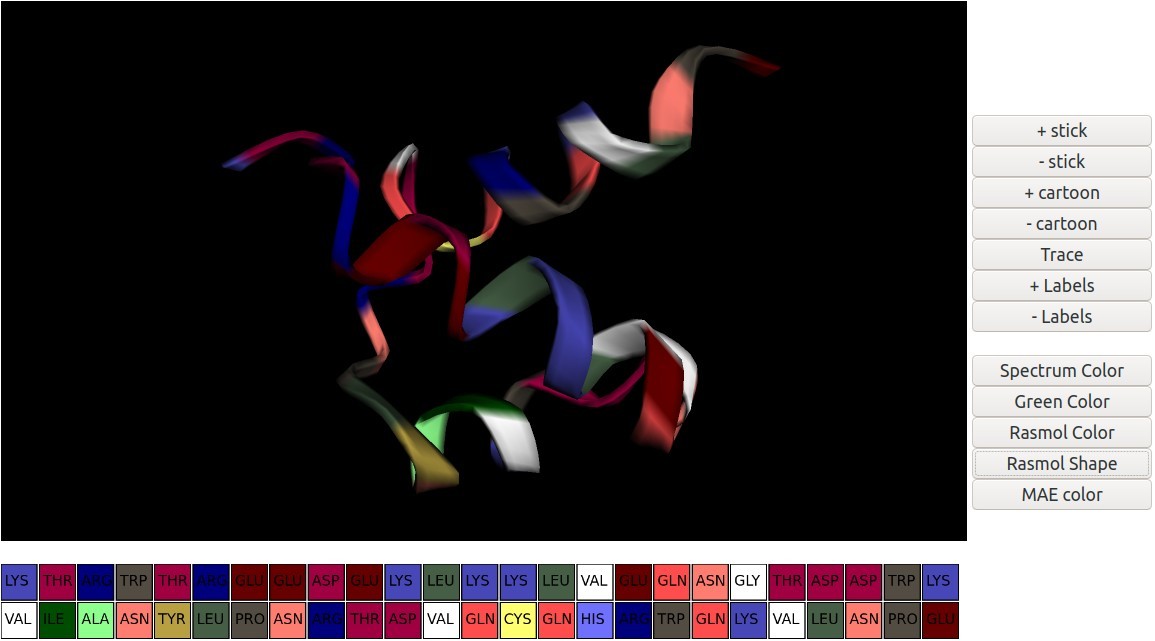 + stick
- stick
+ cartoon
- cartoon
Trace
+ Labels
- Labels
Spectrum Color
Green Color
Rasmol Color
Rasmol Shape
MAE color
LYS THR ARG TRP THR ARG GLU GLU ASP GLU LYS LEU LYS LYS LEU VAL GLU GLN ASN GLY THR ASP ASP TRP LYS
VAL ILE ALA ASN TYR LEU PRO ASN ARG THR ASP VAL GLN CYS GLN HIS ARG TRP GLN LYS VAL LEU ASN PRO GLU